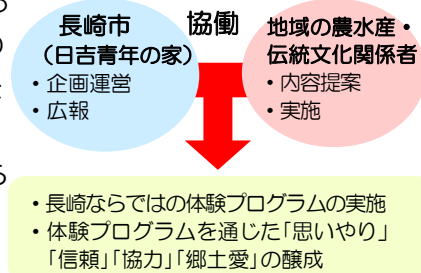 長崎市
(日吉青年の家)
・企画運営
・広報
協働
地域の農水産・
伝統文化関係者
・内容提案
・実施
・長崎ならではの体験プログラムの実施
・体験プログラムを通じた「思いやり」
「信頼」「協力」「郷土愛」の醸成